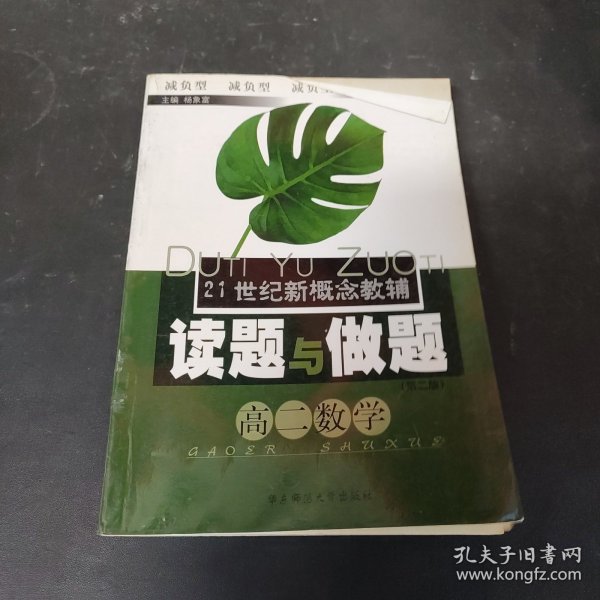 减负型 减负型 减负型
主编 杨象富
DUTI YU ZUOTI
21世纪新概念教辅
读题与做题
(第二版)
高二数学
GAOER SHUXUE
华东师范大学出版社
孔夫子旧书网
www.kongfz.com